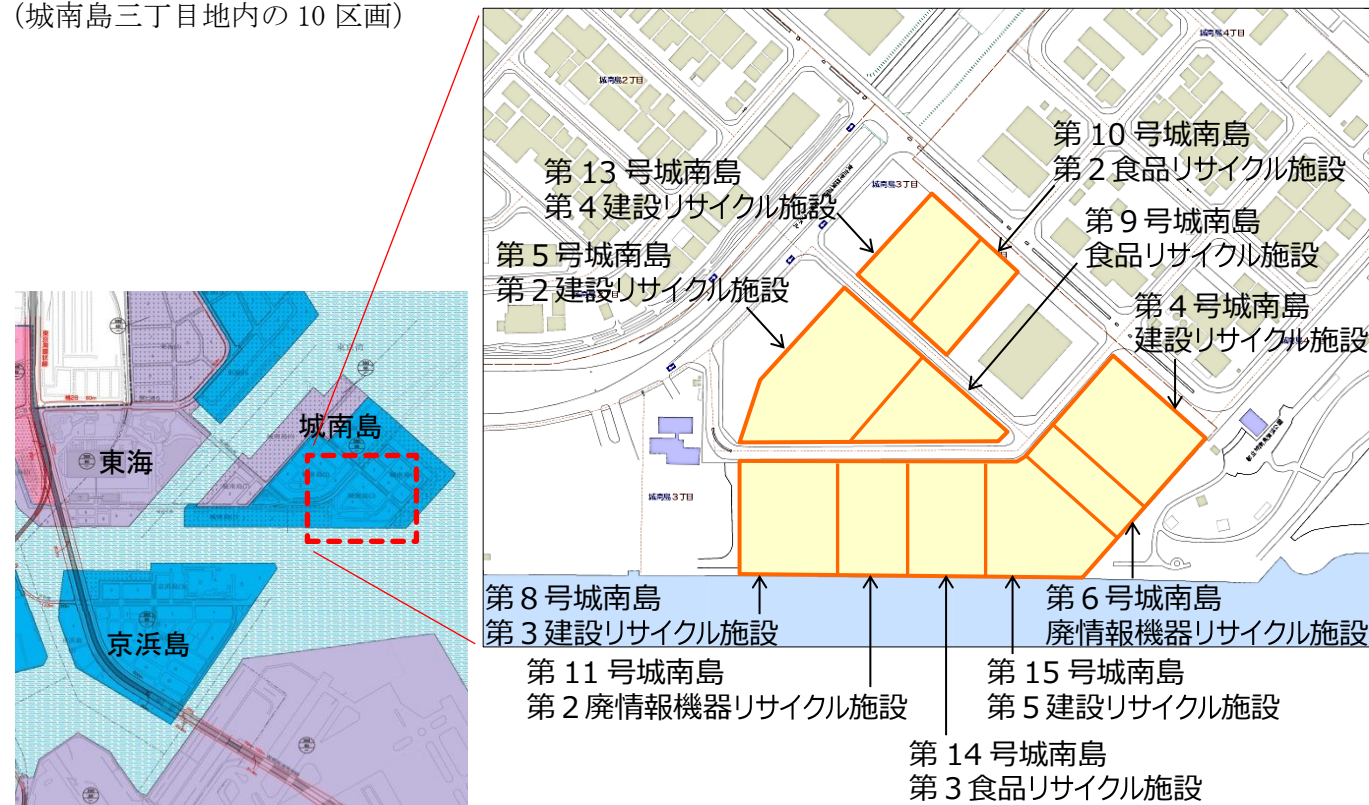 (城南島三丁目地内の 10 区画)
城南島4丁目
城南島2丁目
第 10 号城南島
第2食品リサイクル施設
第 13 号城南島
第4建設リサイクル施設
城南島3丁目
第9号城南島
食品リサイクル施設
第5号城南島
第2建設リサイクル施設
第4号城南島
建設リサイクル施設
城南島
東海
城南島3丁目
第8号城南島
第3建設リサイクル施設
第6号城南島
廃情報機器リサイクル施設
京浜島
第 11 号城南島
第2廃情報機器リサイクル施設
第 15 号城南島
第5建設リサイクル施設
第 14 号城南島
第3食品リサイクル施設